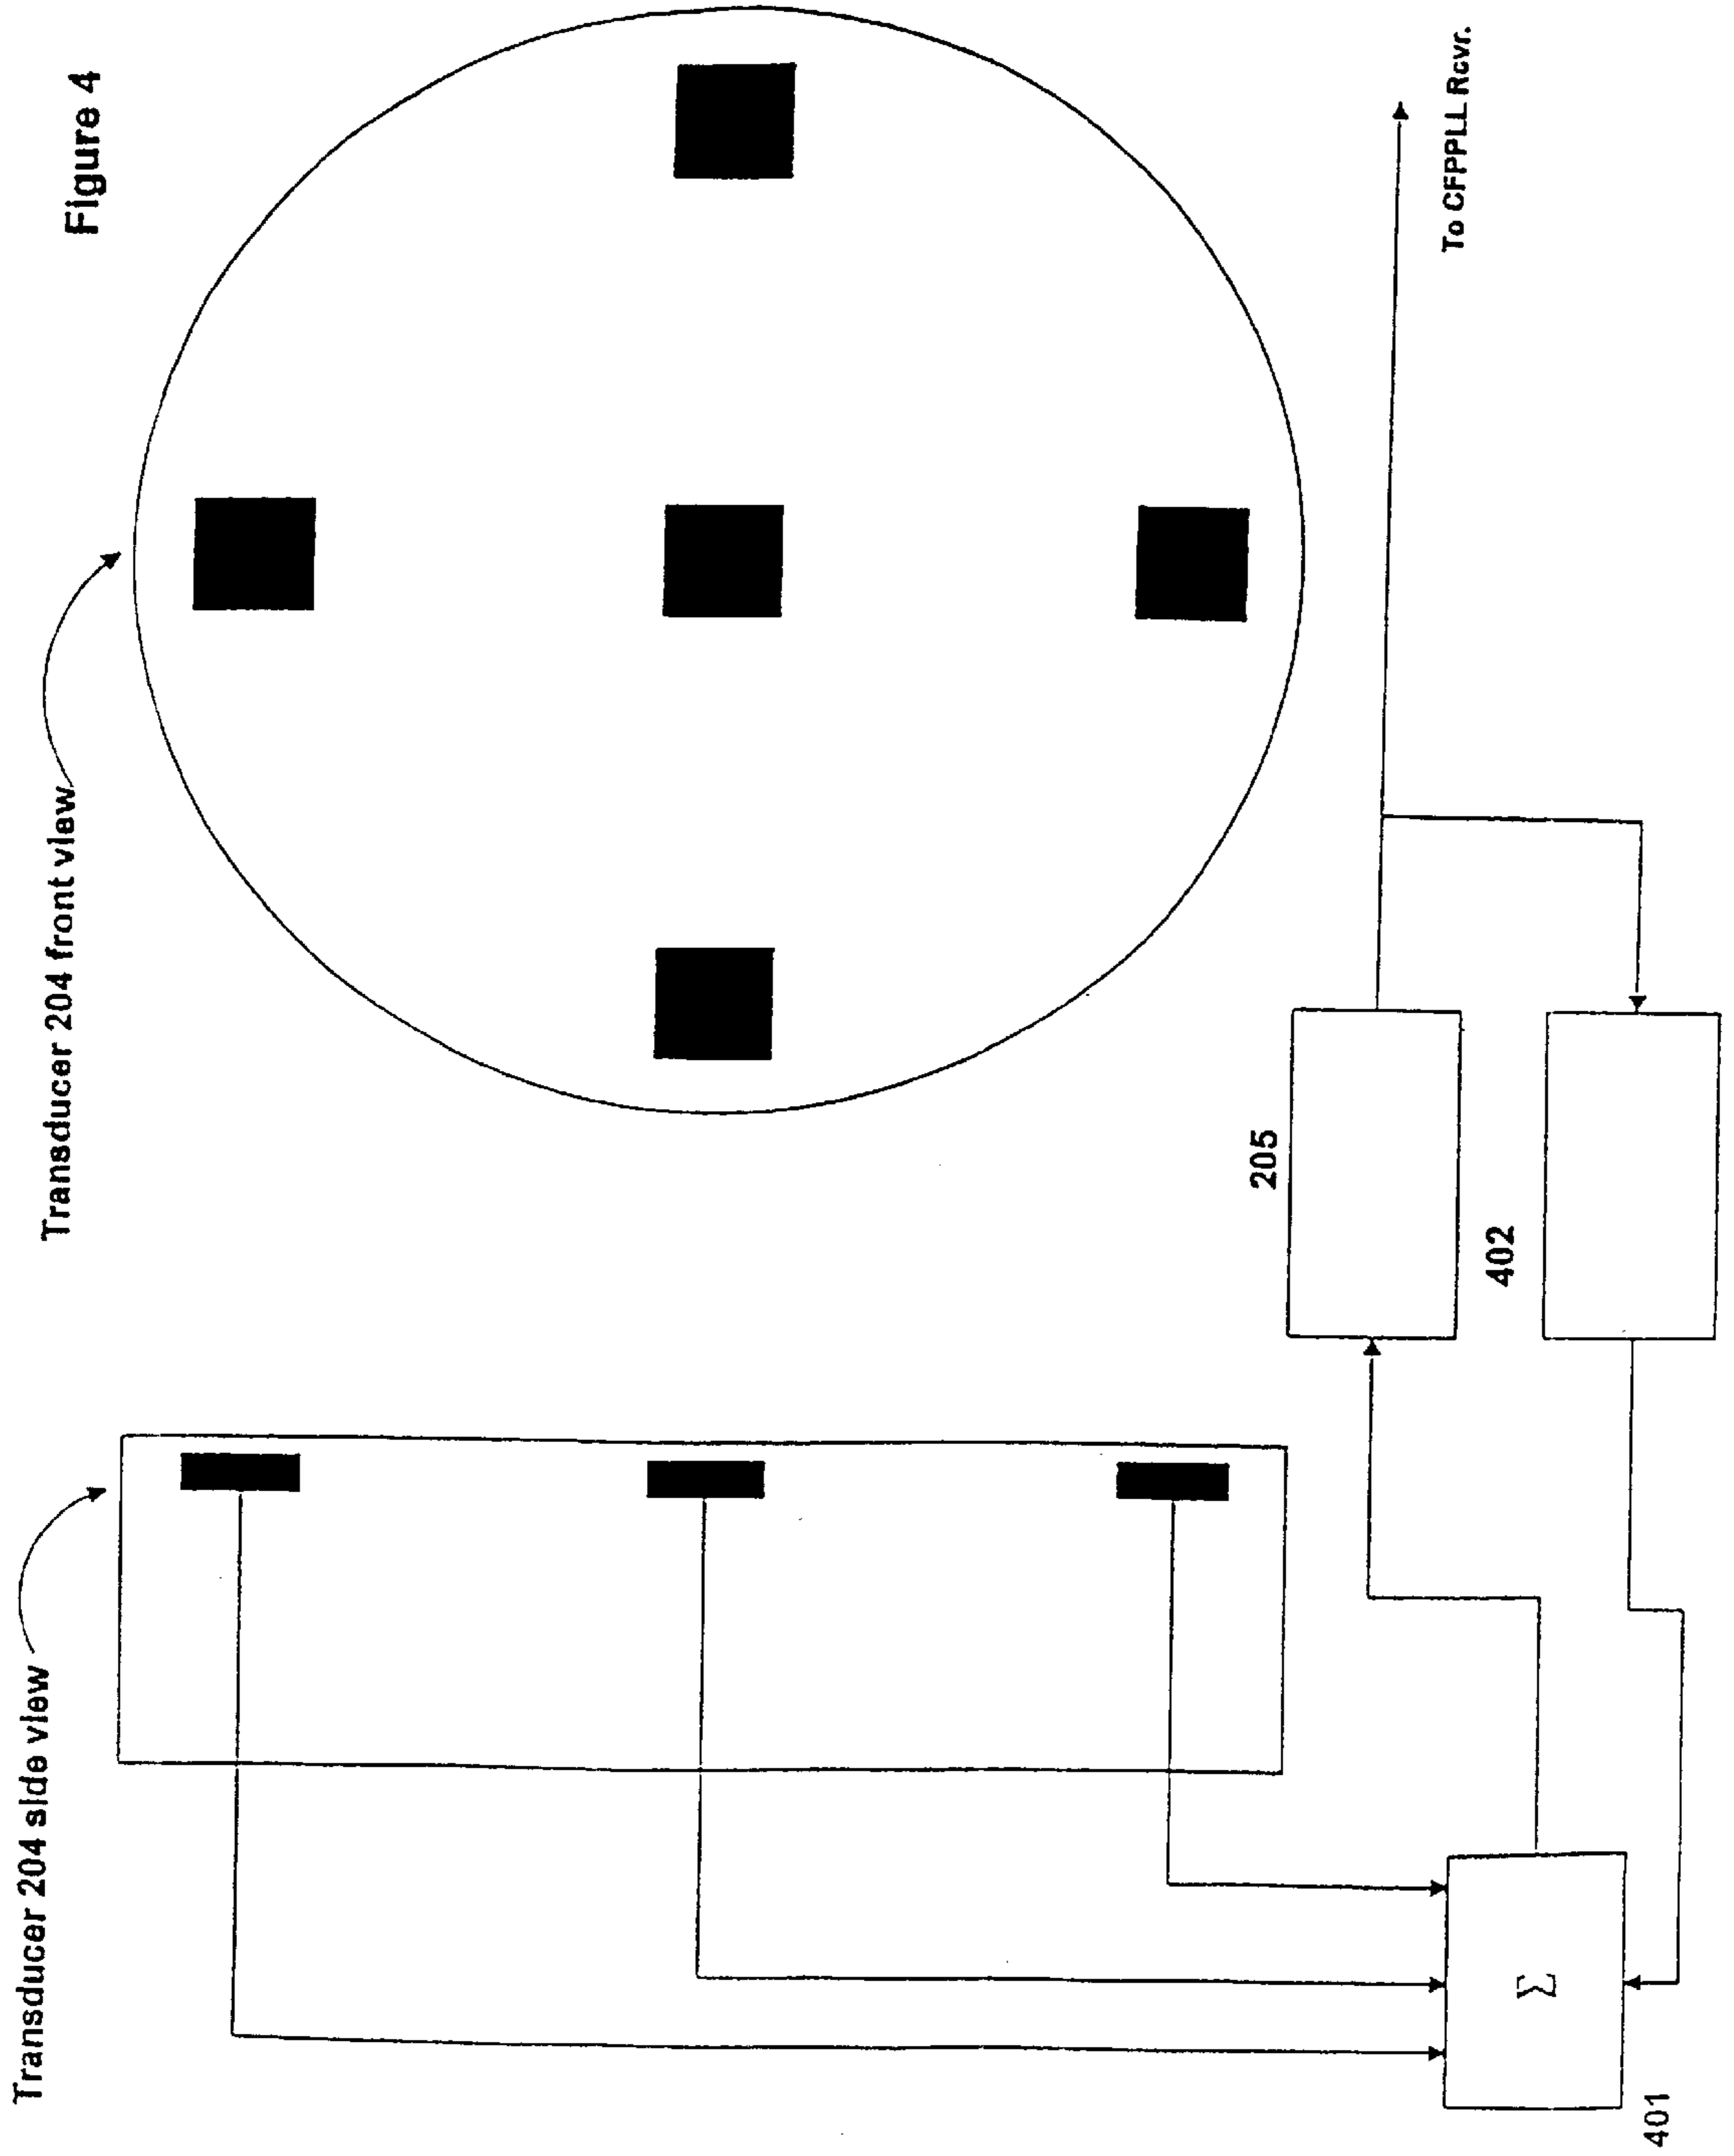 Figure 4
Transducer 204 side view
Transducer 204 front view
205
To CFPPLL Rcvr.
402
Σ
401